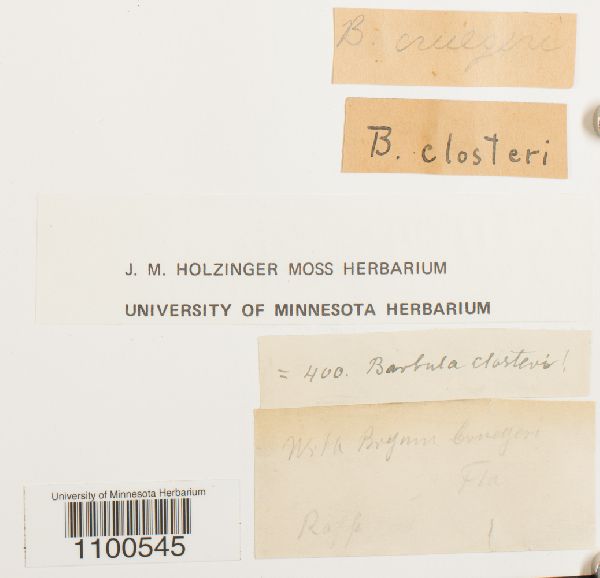 B. cruegeri
B. closteri
J. M. HOLZINGER MOSS HERBARIUM
UNIVERSITY OF MINNESOTA HERBARIUM
= 400. Barbula closteri!
With Bryum Cruegeri
Fla
Rapp
University of Minnesota Herbarium
1100545